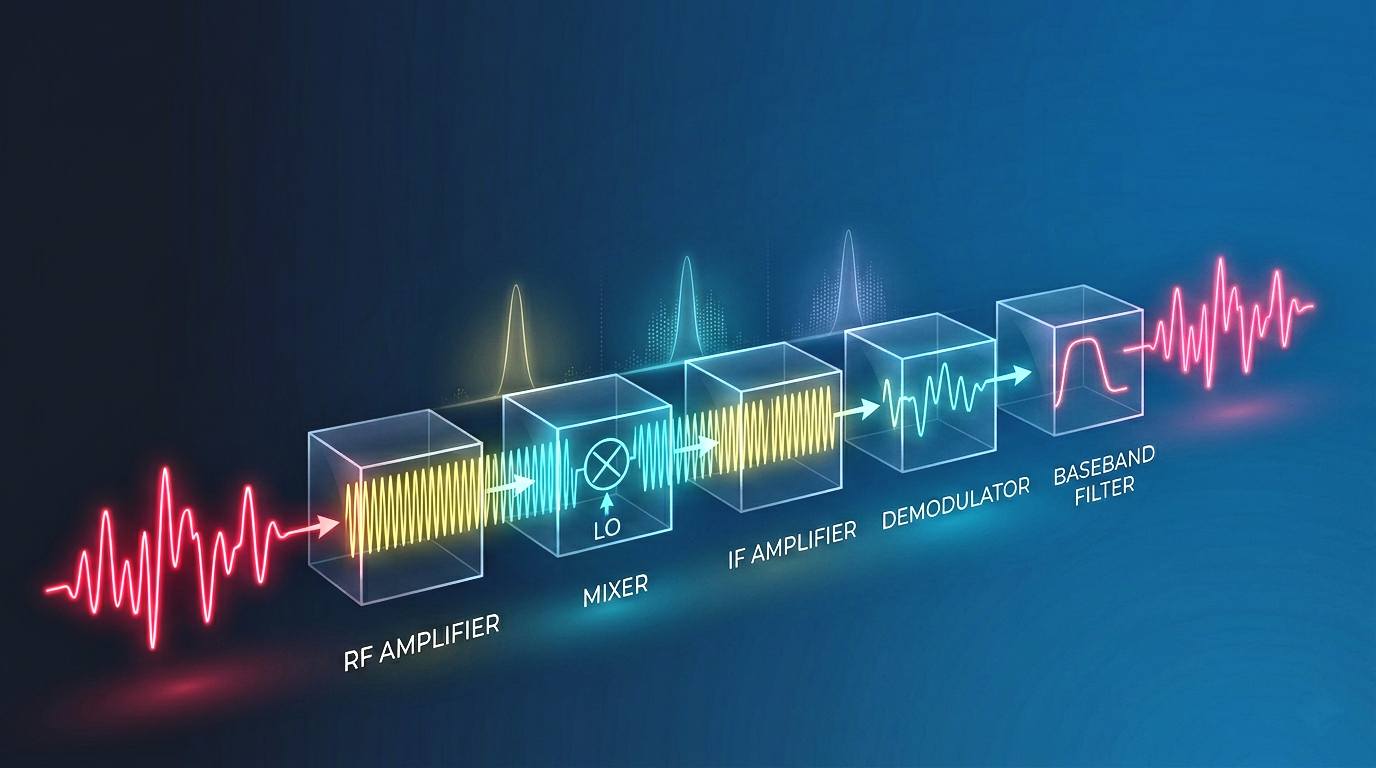 RF AMPLIFIER
LO
MIXER
IF AMPLIFIER
DEMODULATOR
BASEBAND
FILTER